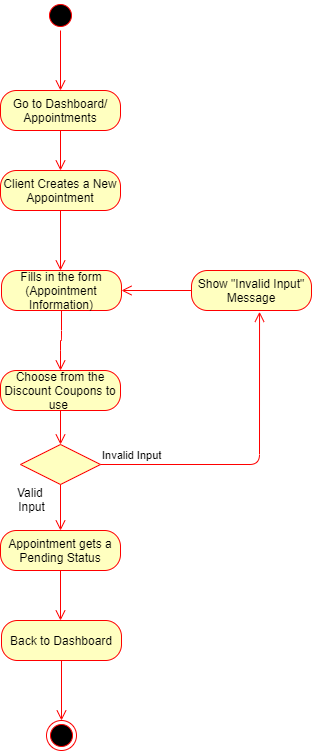 Go to Dashboard/
Appointments
Client Creates a New
Appointment
Fills in the form
(Appointment
Information)
Show "Invalid Input"
Message
Choose from the
Discount Coupons to
use
Invalid Input
Valid
Input
Appointment gets a
Pending Status
Back to Dashboard